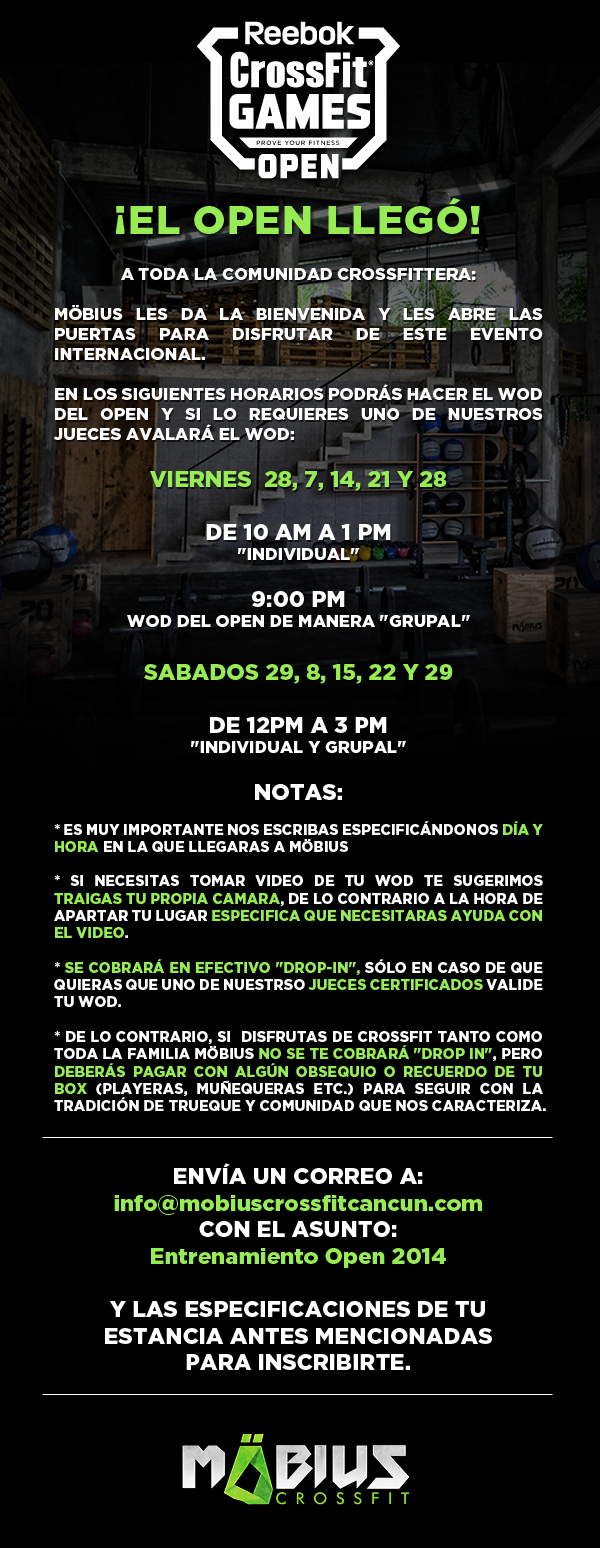 Reebok
CrossFit®
GAMES
PROVE YOUR FITNESS
OPEN
¡EL OPEN LLEGÓ!
A TODA LA COMUNIDAD CROSSFITTERA:
MÖBIUS LES DA LA BIENVENIDA Y LES ABRE LAS
PUERTAS PARA DISFRUTAR DE ESTE EVENTO
INTERNACIONAL.
EN LOS SIGUIENTES HORARIOS PODRÁS HACER EL WOD
DEL OPEN Y SI LO REQUIERES UNO DE NUESTROS
JUECES AVALARÁ EL WOD:
VIERNES 28, 7, 14, 21 Y 28
DE 10 AM A 1 PM
"INDIVIDUAL"
9:00 PM
WOD DEL OPEN DE MANERA "GRUPAL"
SABADOS 29, 8, 15, 22 Y 29
DE 12PM A 3 PM
"INDIVIDUAL Y GRUPAL"
NOTAS:
* ES MUY IMPORTANTE NOS ESCRIBAS ESPECIFICÁNDONOS DÍA Y
HORA EN LA QUE LLEGARAS A MÖBIUS
* SI NECESITAS TOMAR VIDEO DE TU WOD TE SUGERIMOS
TRAIGAS TU PROPIA CAMARA, DE LO CONTRARIO A LA HORA DE
APARTAR TU LUGAR ESPECIFICA QUE NECESITARAS AYUDA CON
EL VIDEO.
* SE COBRARÁ EN EFECTIVO "DROP-IN", SÓLO EN CASO DE QUE
QUIERAS QUE UNO DE NUESTRSO JUECES CERTIFICADOS VALIDE
TU WOD.
* DE LO CONTRARIO, SI DISFRUTAS DE CROSSFIT TANTO COMO
TODA LA FAMILIA MÖBIUS NO SE TE COBRARÁ "DROP IN", PERO
DEBERÁS PAGAR CON ALGÚN OBSEQUIO O RECUERDO DE TU
BOX (PLAYERAS, MUÑEQUERAS ETC.) PARA SEGUIR CON LA
TRADICIÓN DE TRUEQUE Y COMUNIDAD QUE NOS CARACTERIZA.
ENVÍA UN CORREO A:
info@mobiuscrossfitcancun.com
CON EL ASUNTO:
Entrenamiento Open 2014
Y LAS ESPECIFICACIONES DE TU
ESTANCIA ANTES MENCIONADAS
PARA INSCRIBIRTE.
MÖBIUS
CROSSFIT